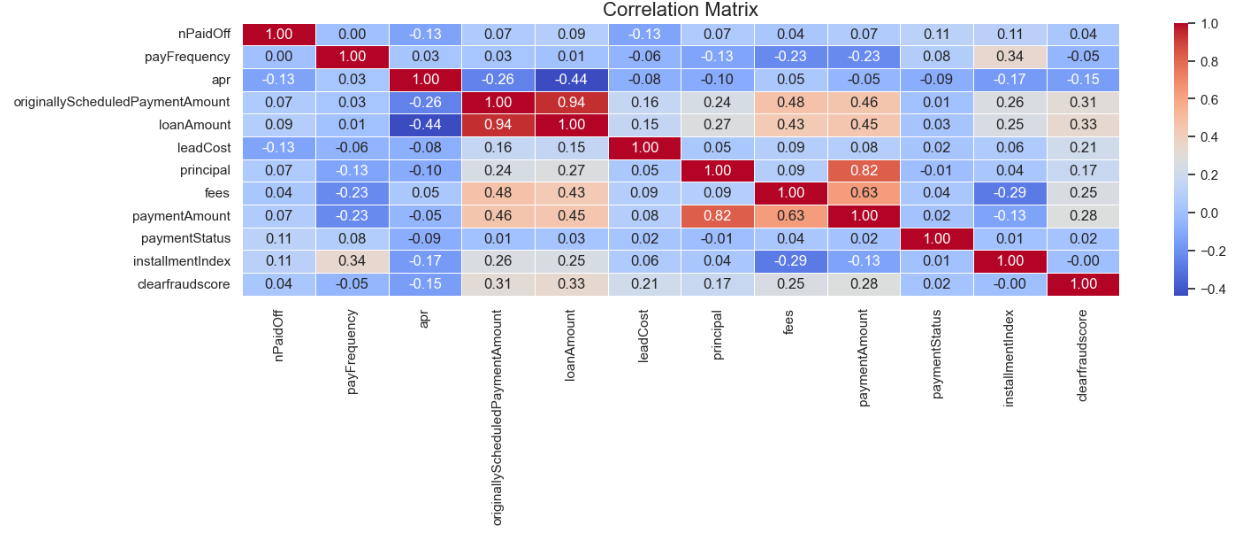 Correlation Matrix
nPaidOff 1.00 0.00 -0.13 0.07 0.09 -0.13 0.07 0.04 0.07 0.11 0.11 0.04
payFrequency 0.00 1.00 0.03 0.03 0.01 -0.06 -0.13 -0.23 -0.23 0.08 0.34 -0.05
apr -0.13 0.03 1.00 -0.26 -0.44 -0.08 -0.10 0.05 -0.05 -0.09 -0.17 -0.15
originallyScheduledPaymentAmount 0.07 0.03 -0.26 1.00 0.94 0.16 0.24 0.48 0.46 0.01 0.26 0.31
loanAmount 0.09 0.01 -0.44 0.94 1.00 0.15 0.27 0.43 0.45 0.03 0.25 0.33
leadCost -0.13 -0.06 -0.08 0.16 0.15 1.00 0.05 0.09 0.08 0.02 0.06 0.21
principal 0.07 -0.13 -0.10 0.24 0.27 0.05 1.00 0.09 0.82 -0.01 0.04 0.17
fees 0.04 -0.23 0.05 0.48 0.43 0.09 0.09 1.00 0.63 0.04 -0.29 0.25
paymentAmount 0.07 -0.23 -0.05 0.46 0.45 0.08 0.82 0.63 1.00 0.02 -0.13 0.28
paymentStatus 0.11 0.08 -0.09 0.01 0.03 0.02 -0.01 0.04 0.02 1.00 0.01 0.02
installmentIndex 0.11 0.34 -0.17 0.26 0.25 0.06 0.04 -0.29 -0.13 0.01 1.00 -0.00
clearfraudscore 0.04 -0.05 -0.15 0.31 0.33 0.21 0.17 0.25 0.28 0.02 -0.00 1.00
nPaidOff
payFrequency
apr
originallyScheduledPaymentAmount
loanAmount
leadCost
principal
fees
paymentAmount
paymentStatus
installmentIndex
clearfraudscore
1.0
0.8
0.6
0.4
0.2
0.0
−0.2
−0.4